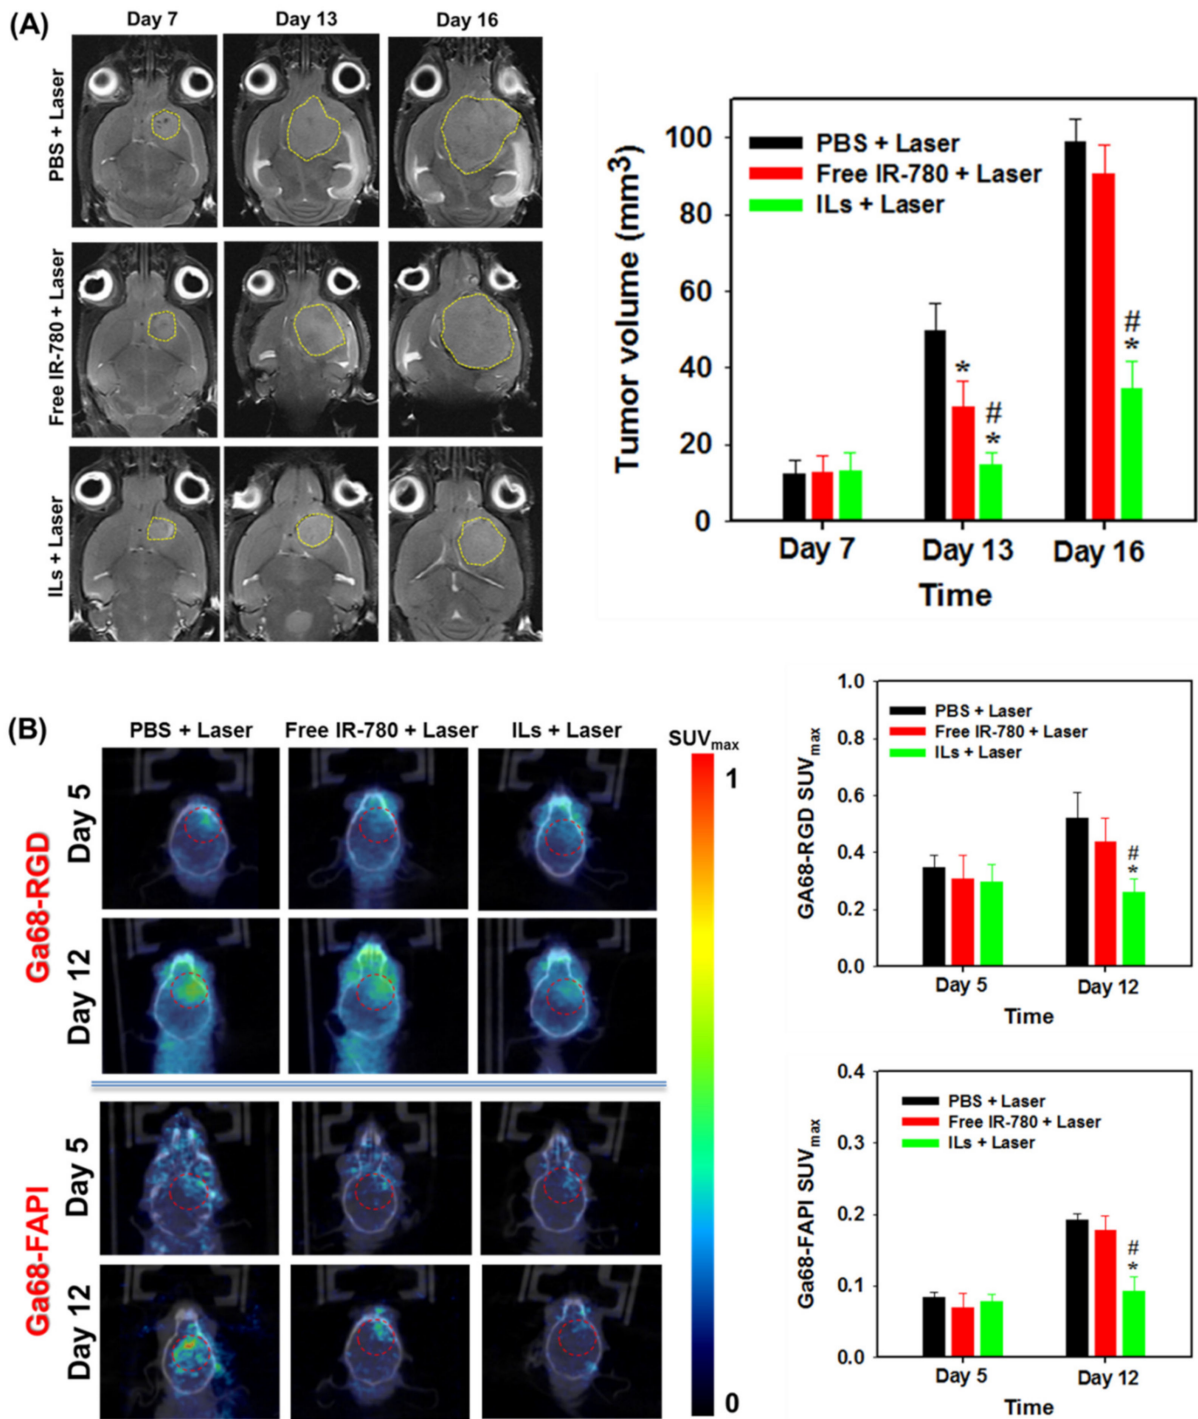 (A)
Day 7 Day 13 Day 16
PBS + Laser
Free IR-780 + Laser
ILs + Laser
Tumor volume (mm³)
100
80
60
40
20
0
PBS + Laser
Free IR-780 + Laser
ILs + Laser
*
#
*
#
*
Day 7 Day 13 Day 16
Time
(B)
PBS + Laser Free IR-780 + Laser ILs + Laser
SUVmax
1
0
Ga68-RGD
Day 5
Day 12
Ga68-FAPI
Day 5
Day 12
GA68-RGD SUVmax
1.0
0.8
0.6
0.4
0.2
0.0
PBS + Laser
Free IR-780 + Laser
ILs + Laser
#
*
Day 5 Day 12
Time
Ga68-FAPI SUVmax
0.4
0.3
0.2
0.1
0.0
PBS + Laser
Free IR-780 + Laser
ILs + Laser
#
*
Day 5 Day 12
Time